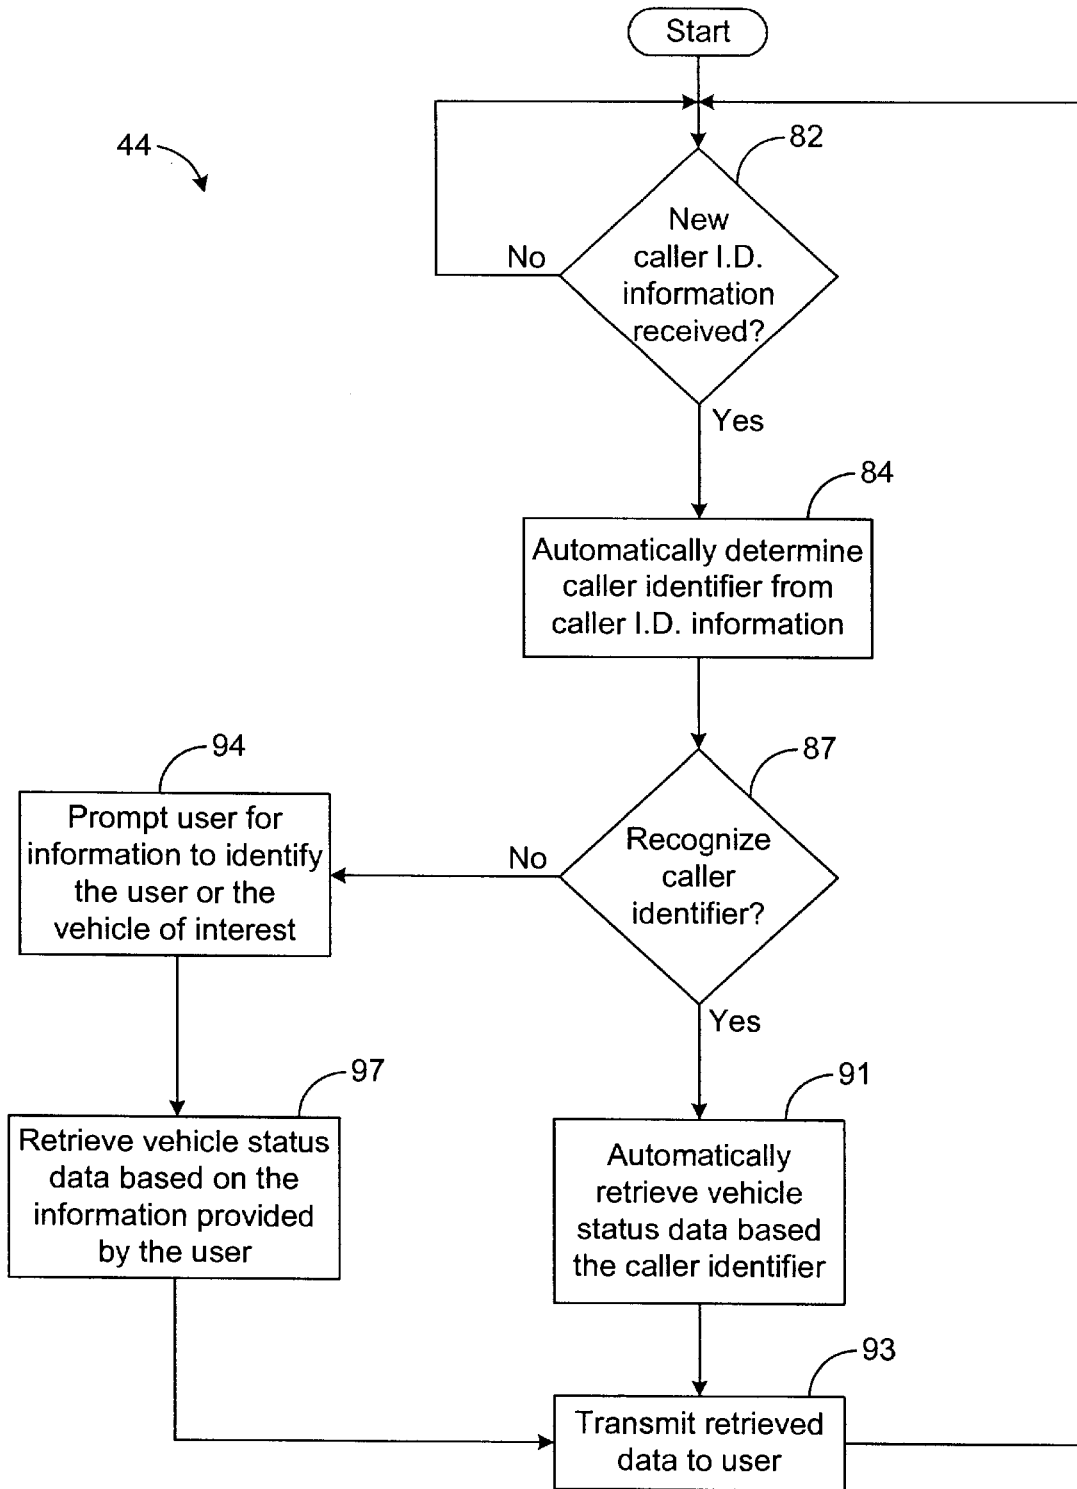 Start
44
82
New
caller I.D.
information
received?
No
Yes
84
Automatically determine
caller identifier from
caller I.D. information
94
87
Prompt user for
information to identify
the user or the
vehicle of interest
No
Recognize
caller
identifier?
Yes
97
91
Retrieve vehicle status
data based on the
information provided
by the user
Automatically
retrieve vehicle
status data based
the caller identifier
93
Transmit retrieved
data to user